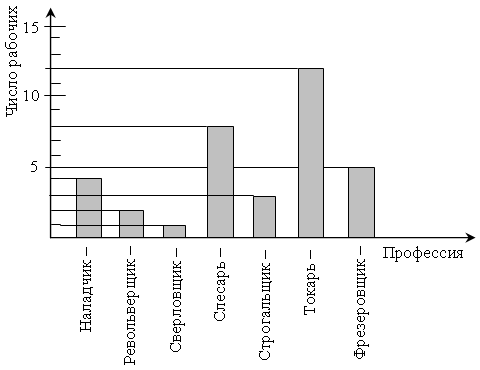 Число рабочих
15
10
5
Профессия
Наладчик –
Револьверщик –
Сверловщик –
Слесарь –
Строгальщик –
Токарь –
Фрезеровщик –